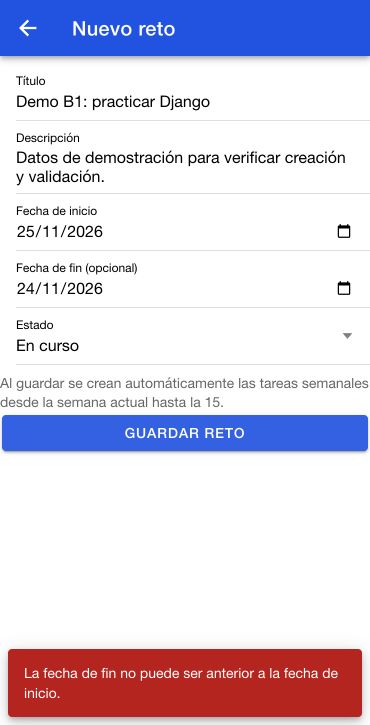 Nuevo reto
Título
Demo B1: practicar Django
Descripción
Datos de demostración para verificar creación
y validación.
Fecha de inicio
25/11/2026
Fecha de fin (opcional)
24/11/2026
Estado
En curso
Al guardar se crean automáticamente las tareas semanales
desde la semana actual hasta la 15.
GUARDAR RETO
La fecha de fin no puede ser anterior a la fecha de
inicio.